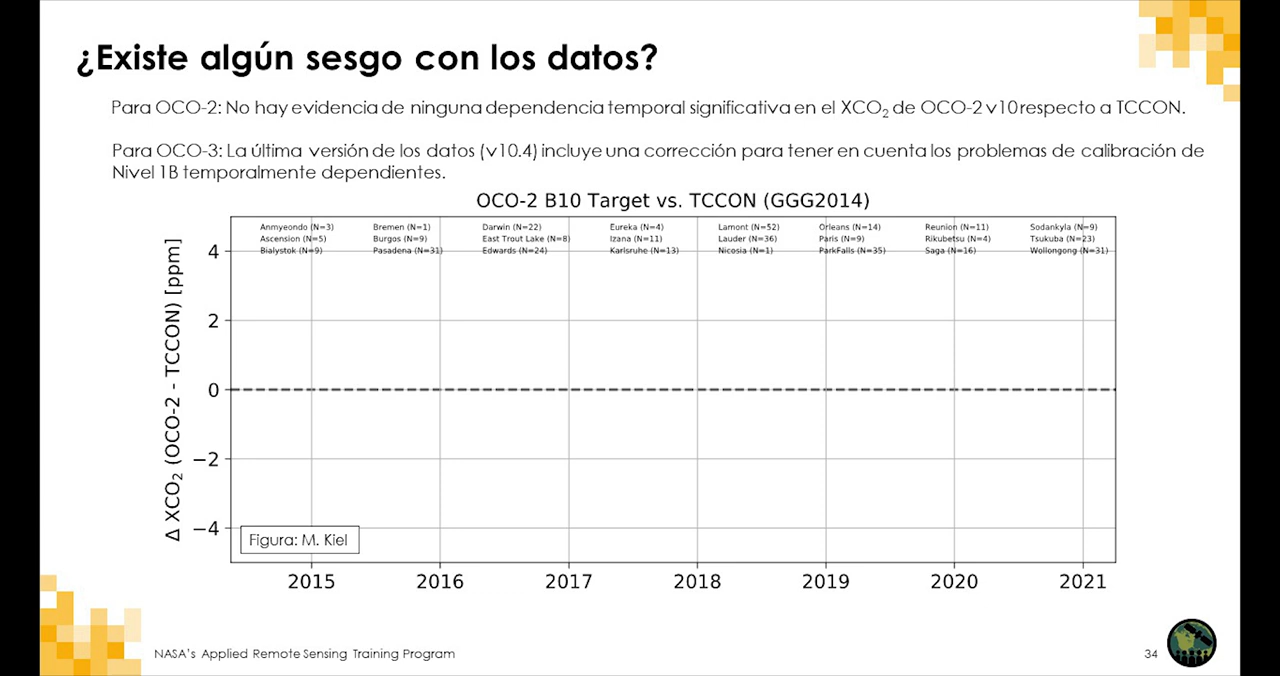 ¿Existe algún sesgo con los datos?
Para OCO-2: No hay evidencia de ninguna dependencia temporal significativa en el XCO₂ de OCO-2 v10 respecto a TCCON.
Para OCO-3: La última versión de los datos (v10.4) incluye una corrección para tener en cuenta los problemas de calibración de
Nivel 1B temporalmente dependientes.
OCO-2 B10 Target vs. TCCON (GGG2014)
Anmyeondo (N=3) Bremen (N=1) Darwin (N=22) Eureka (N=4) Lamont (N=52) Orleans (N=14) Reunion (N=11) Sodankyla (N=9)
Ascension (N=5) Burgos (N=9) East Trout Lake (N=8) Izana (N=11) Lauder (N=36) Paris (N=9) Rikubetsu (N=4) Tsukuba (N=23)
Bialystok (N=9) Pasadena (N=31) Edwards (N=24) Karlsruhe (N=13) Nicosia (N=1) ParkFalls (N=35) Saga (N=16) Wollongong (N=31)
Δ XCO₂ (OCO-2 - TCCON) [ppm]
4
2
0
−2
−4
Figura: M. Kiel
2015 2016 2017 2018 2019 2020 2021
NASA's Applied Remote Sensing Training Program
34